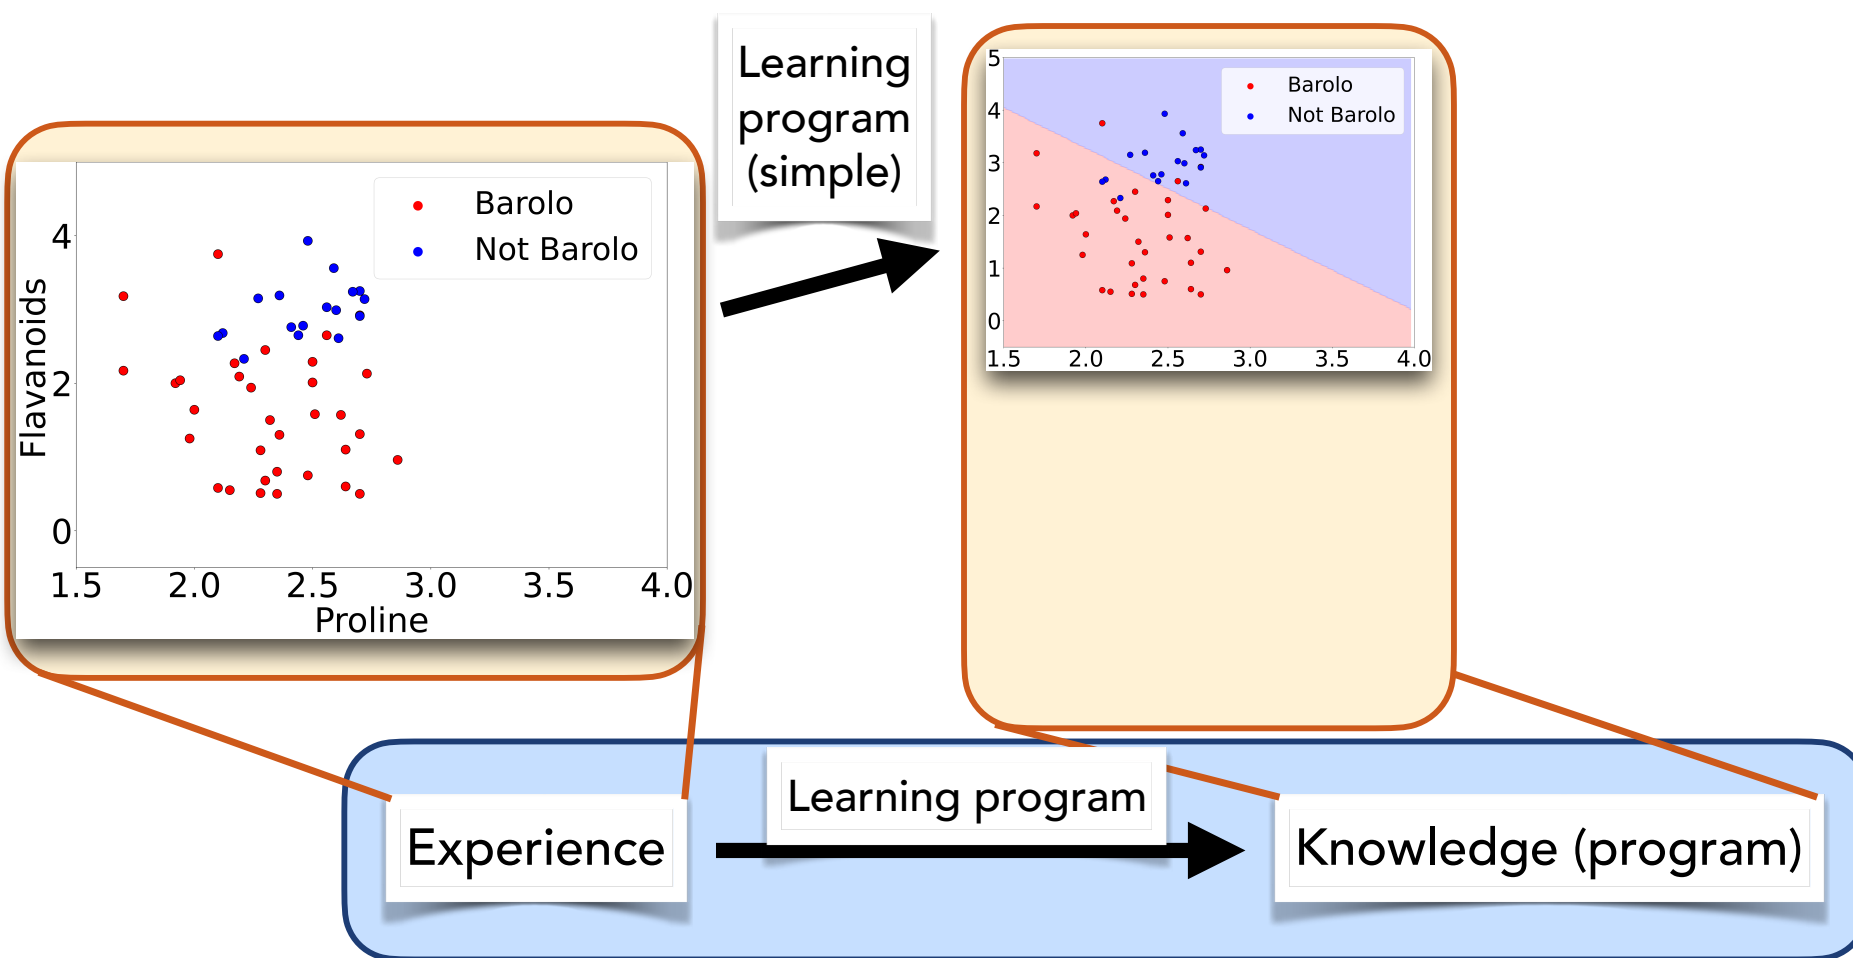 Learning
program
(simple)
Barolo
Not Barolo
4
2
0
Flavanoids
1.5 2.0 2.5 3.0 3.5 4.0
Proline
5
4
3
2
1
0
Barolo
Not Barolo
1.5 2.0 2.5 3.0 3.5 4.0
Learning program
Experience
Knowledge (program)